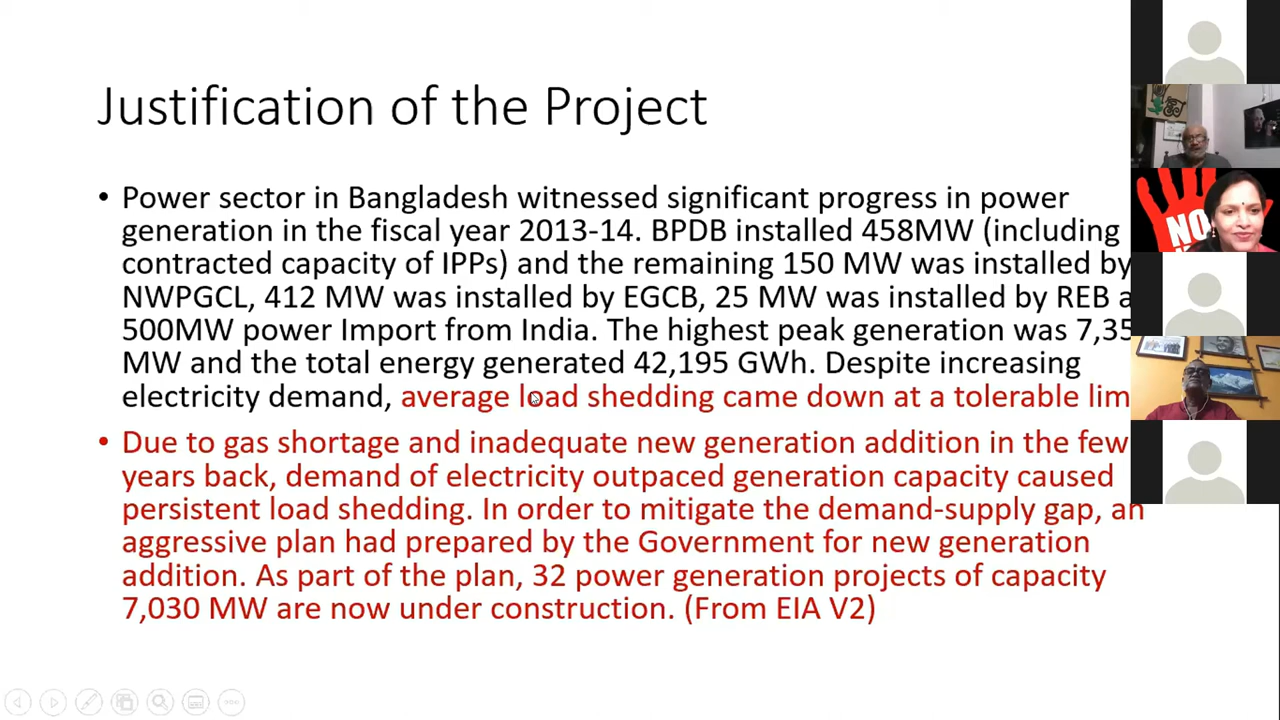 Justification of the Project
• Power sector in Bangladesh witnessed significant progress in power
generation in the fiscal year 2013-14. BPDB installed 458MW (including
contracted capacity of IPPs) and the remaining 150 MW was installed by
NWPGCL, 412 MW was installed by EGCB, 25 MW was installed by REB
500MW power Import from India. The highest peak generation was
MW and the total energy generated 42,195 GWh. Despite increasing
electricity demand, average load shedding came down at a tolerable
• Due to gas shortage and inadequate new generation addition in the few
years back, demand of electricity outpaced generation capacity caused
persistent load shedding. In order to mitigate the demand-supply gap, an
aggressive plan had prepared by the Government for new generation
addition. As part of the plan, 32 power generation projects of capacity
7,030 MW are now under construction. (From EIA V2)
NO